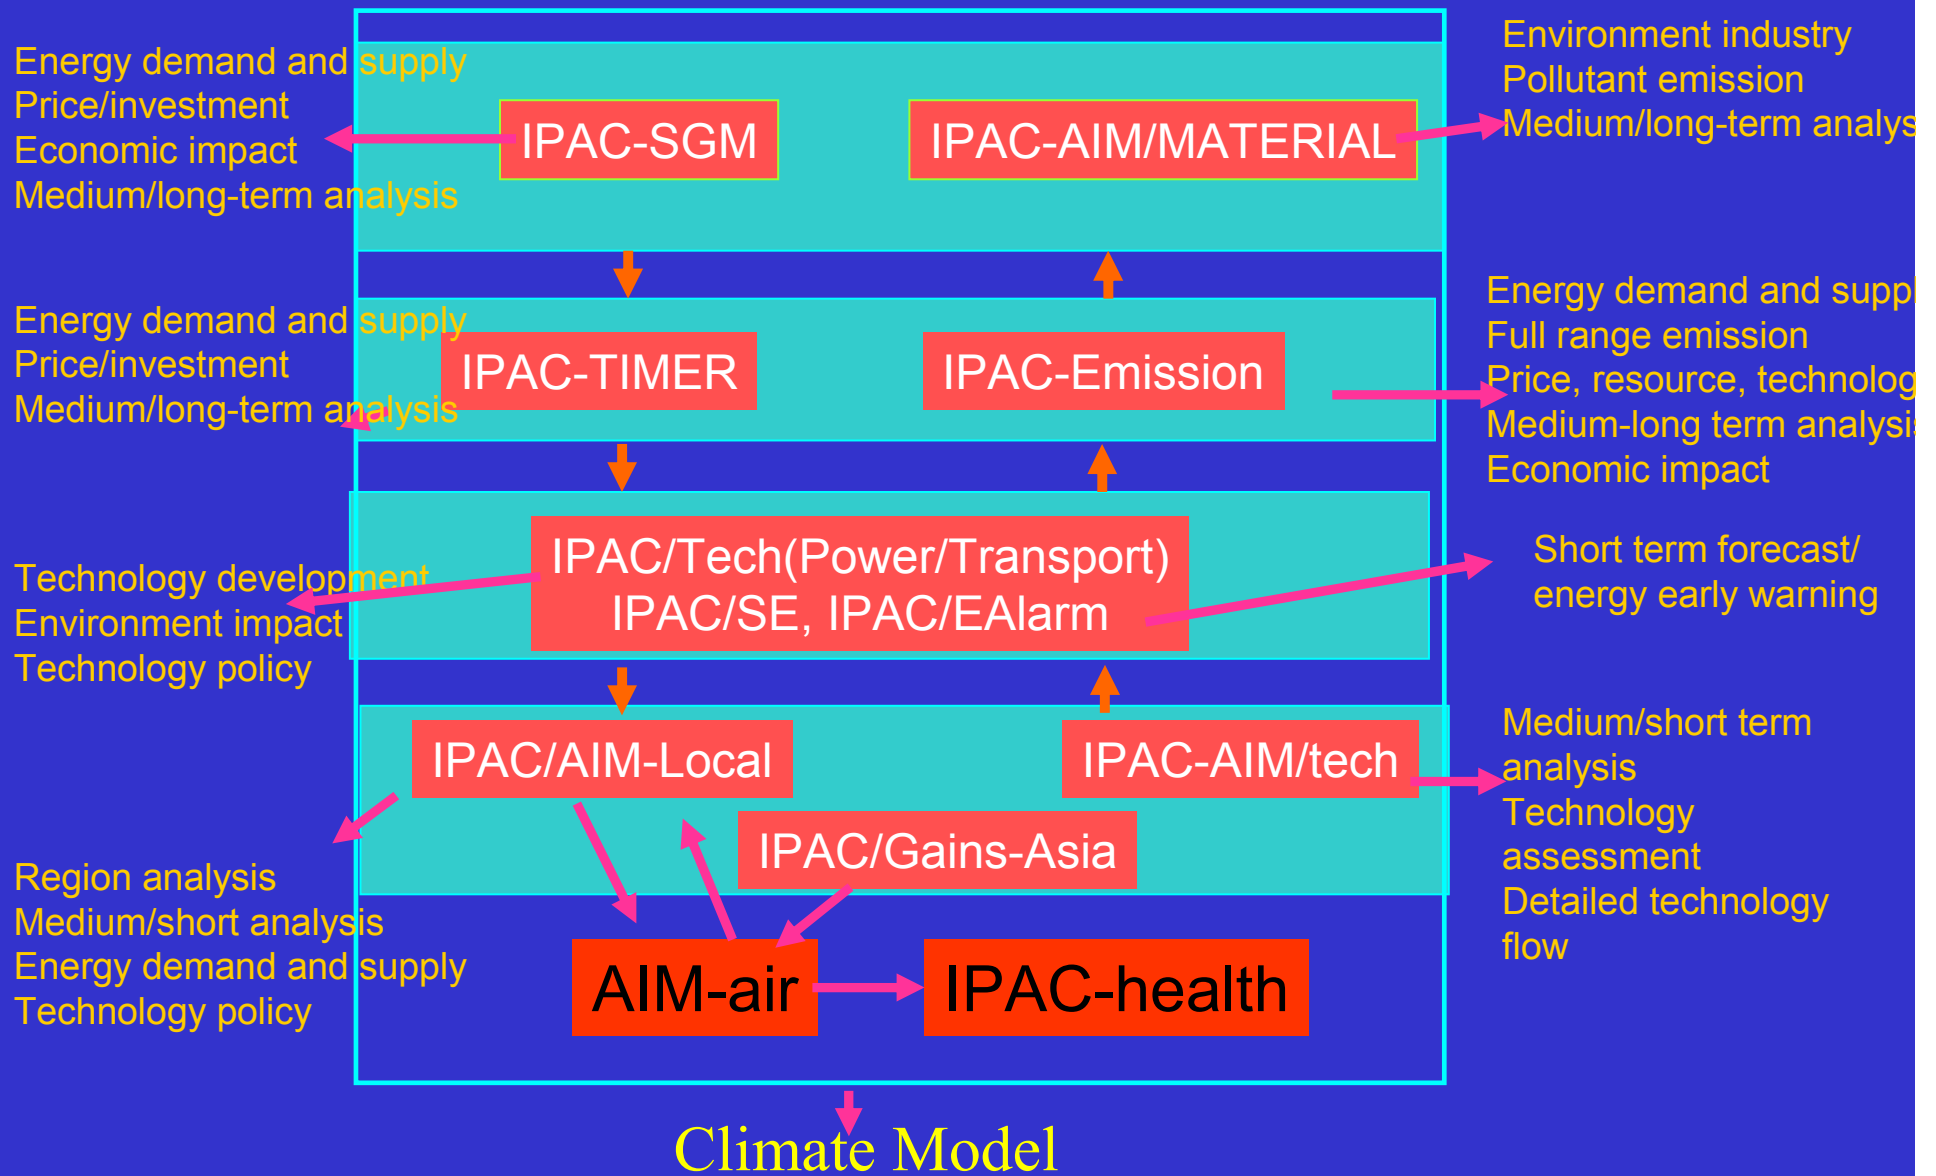 Energy demand and supply
Price/investment
Economic impact
Medium/long-term analysis
IPAC-SGM
IPAC-AIM/MATERIAL
Environment industry
Pollutant emission
Medium/long-term analys
Energy demand and supply
Price/investment
Medium/long-term analysis
IPAC-TIMER
IPAC-Emission
Energy demand and suppl
Full range emission
Price, resource, technolog
Medium-long term analysis
Economic impact
Technology development
Environment impact
Technology policy
IPAC/Tech(Power/Transport)
IPAC/SE, IPAC/EAlarm
Short term forecast/
energy early warning
IPAC/AIM-Local
IPAC-AIM/tech
IPAC/Gains-Asia
Medium/short term
analysis
Technology
assessment
Detailed technology
flow
Region analysis
Medium/short analysis
Energy demand and supply
Technology policy
AIM-air
IPAC-health
Climate Model